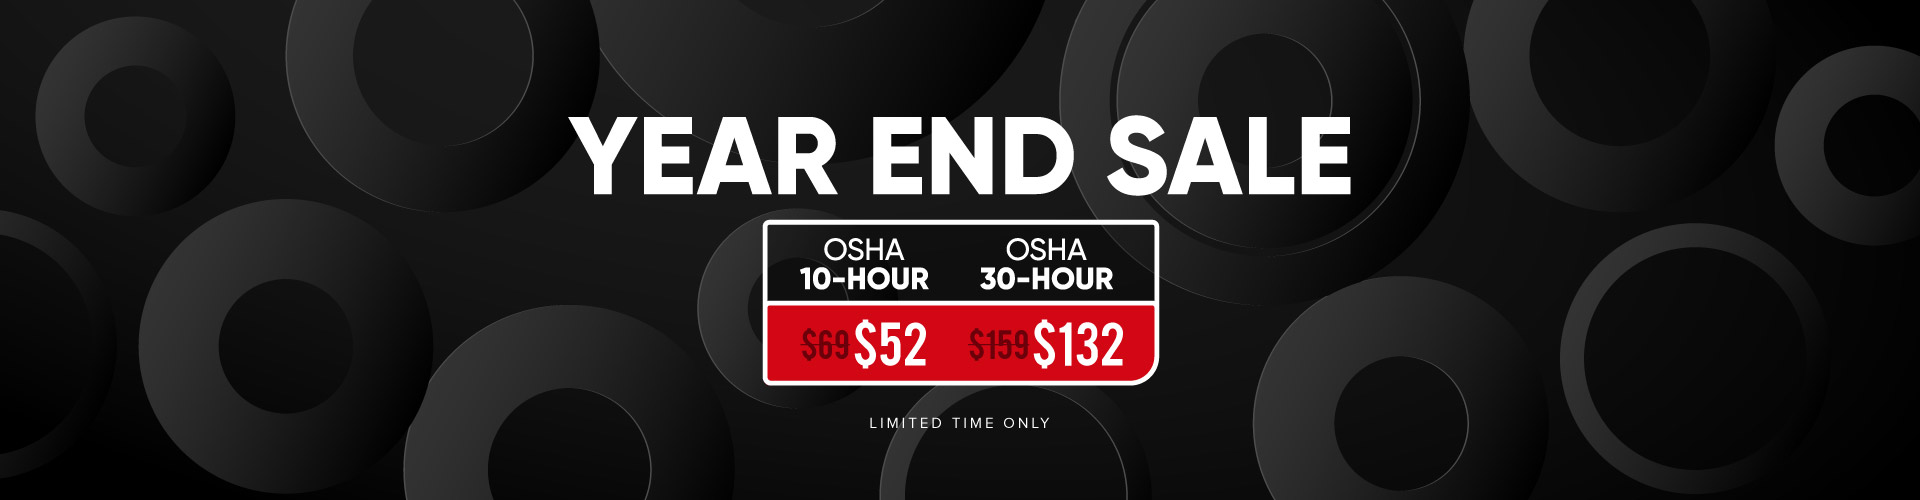 YEAR END SALE
OSHA
10-HOUR
OSHA
30-HOUR
$69 $52
$159 $132
LIMITED TIME ONLY